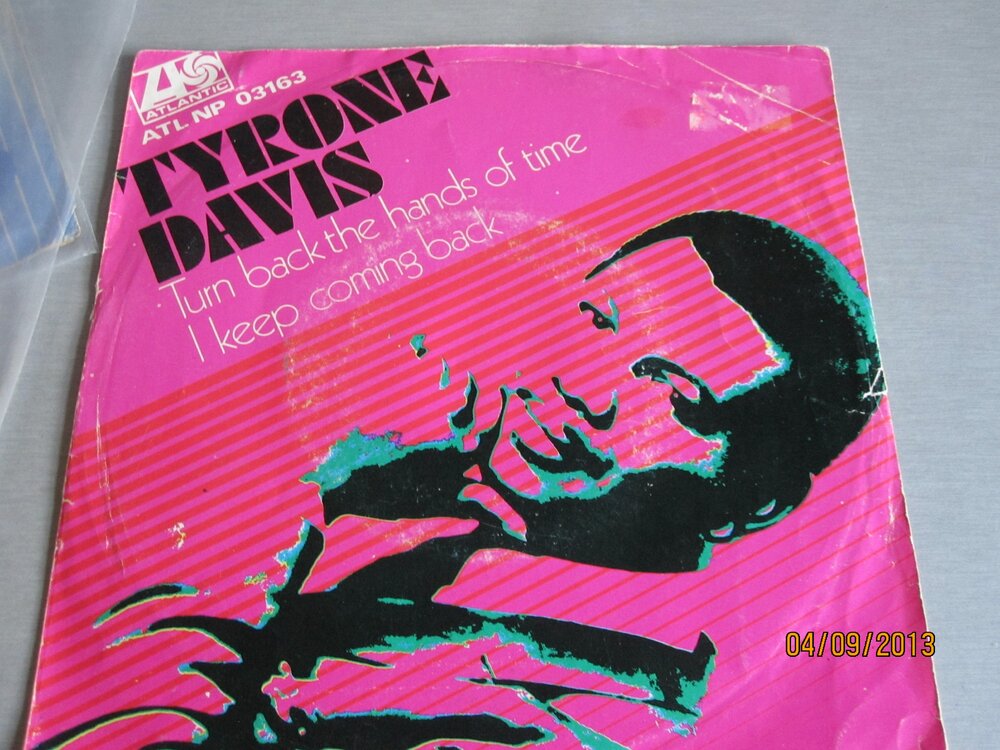 ATLANTIC
ATL NP 03163
TYRONE
DAVIS
Turn back the hands of time
I keep coming back
04/09/2013